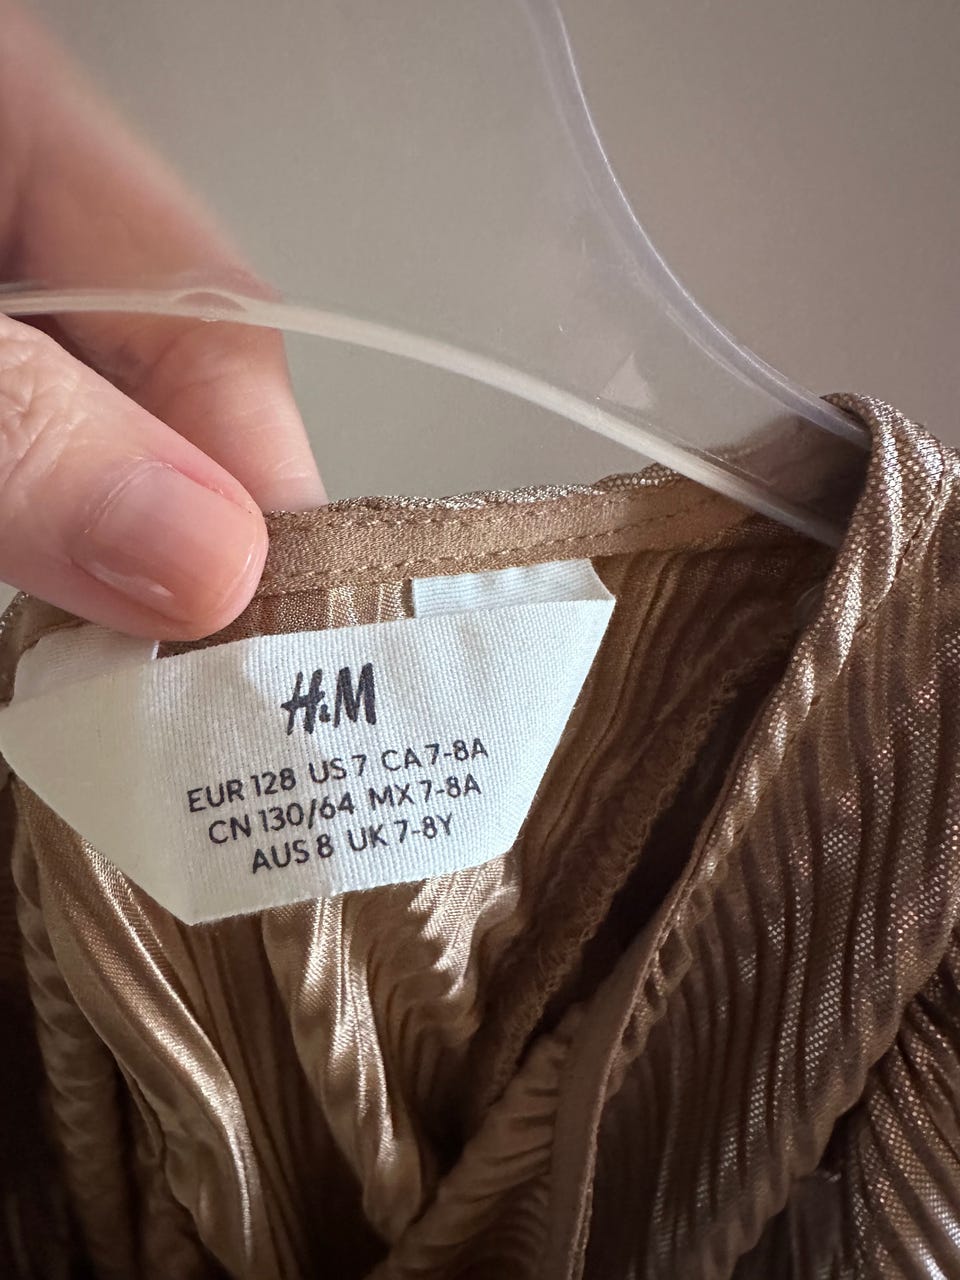 H&M
EUR 128 US 7 CA 7-8A
CN 130/64 MX 7-8A
AUS 8 UK 7-8Y